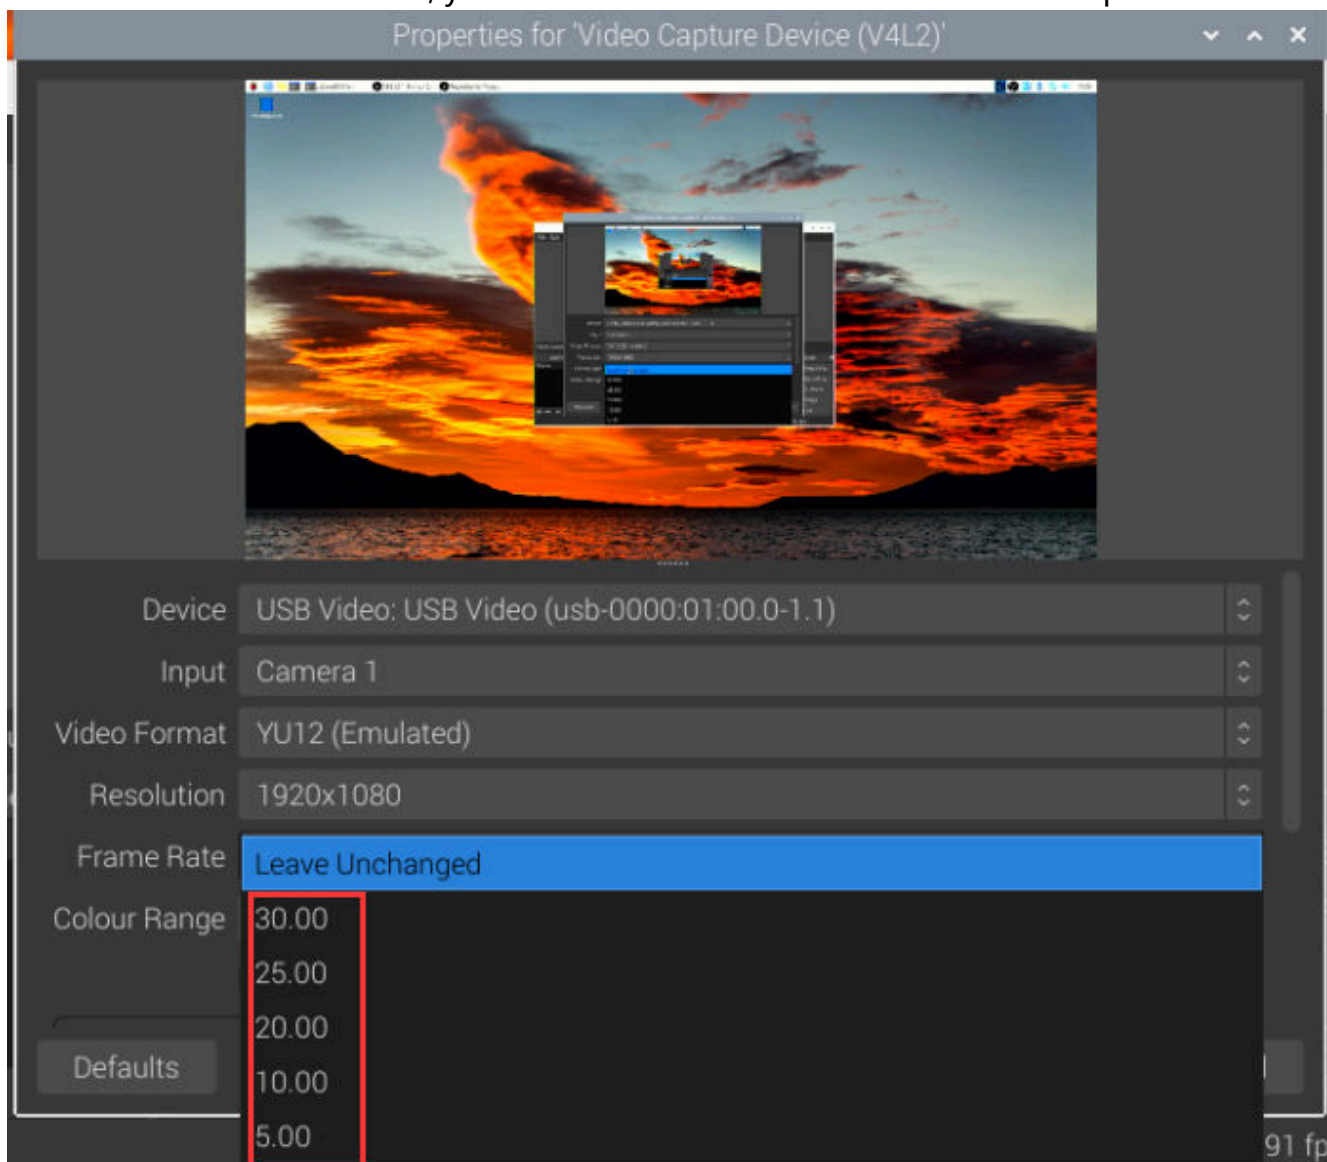 Properties for 'Video Capture Device (V4L2)'
Device USB Video: USB Video (usb-0000:01:00.0-1.1)
Input Camera 1
Video Format YU12 (Emulated)
Resolution 1920x1080
Frame Rate Leave Unchanged
Colour Range 30.00
25.00
20.00
Defaults 10.00
5.00
91 fp